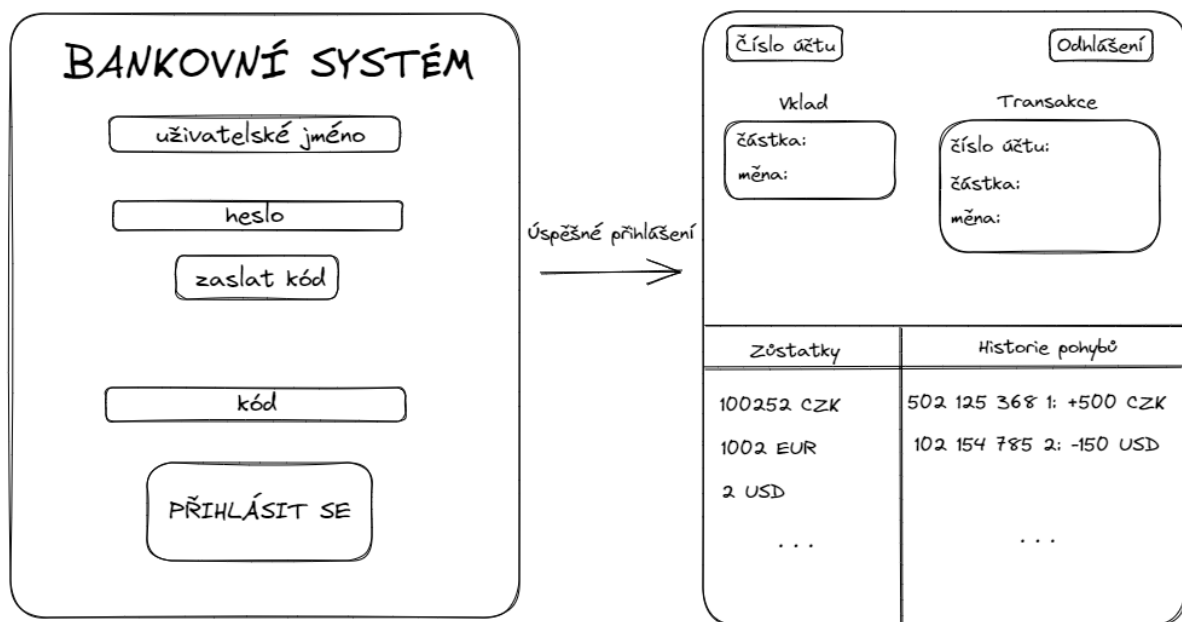 BANKOVNÍ SYSTÉM
uživatelské jméno
heslo
zaslat kód
kód
PŘIHLÁSIT SE
Úspěšné přihlášení
Číslo účtu
Odhlášení
Vklad
částka:
měna:
Transakce
číslo účtu:
částka:
měna:
Zůstatky
100252 CZK
1002 EUR
2 USD
...
Historie pohybů
502 125 368 1: +500 CZK
102 154 785 2: -150 USD
...